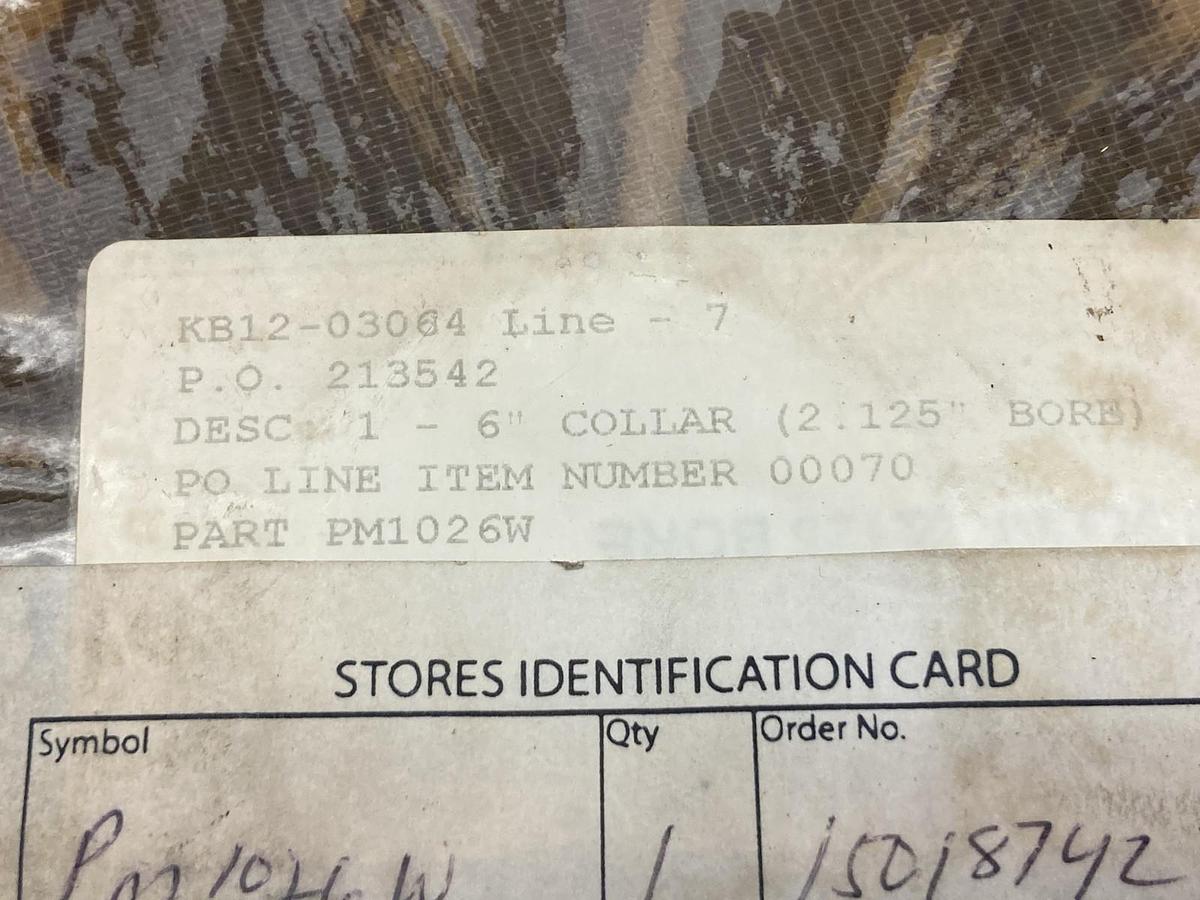 KB12-03064 Line - 7
P.O. 213542
DESC: 1 - 6" COLLAR (2.125" BORE)
PO LINE ITEM NUMBER 00070
PART PM1026W
STORES IDENTIFICATION CARD
Symbol Qty Order No.
PM1026W 1 15018742